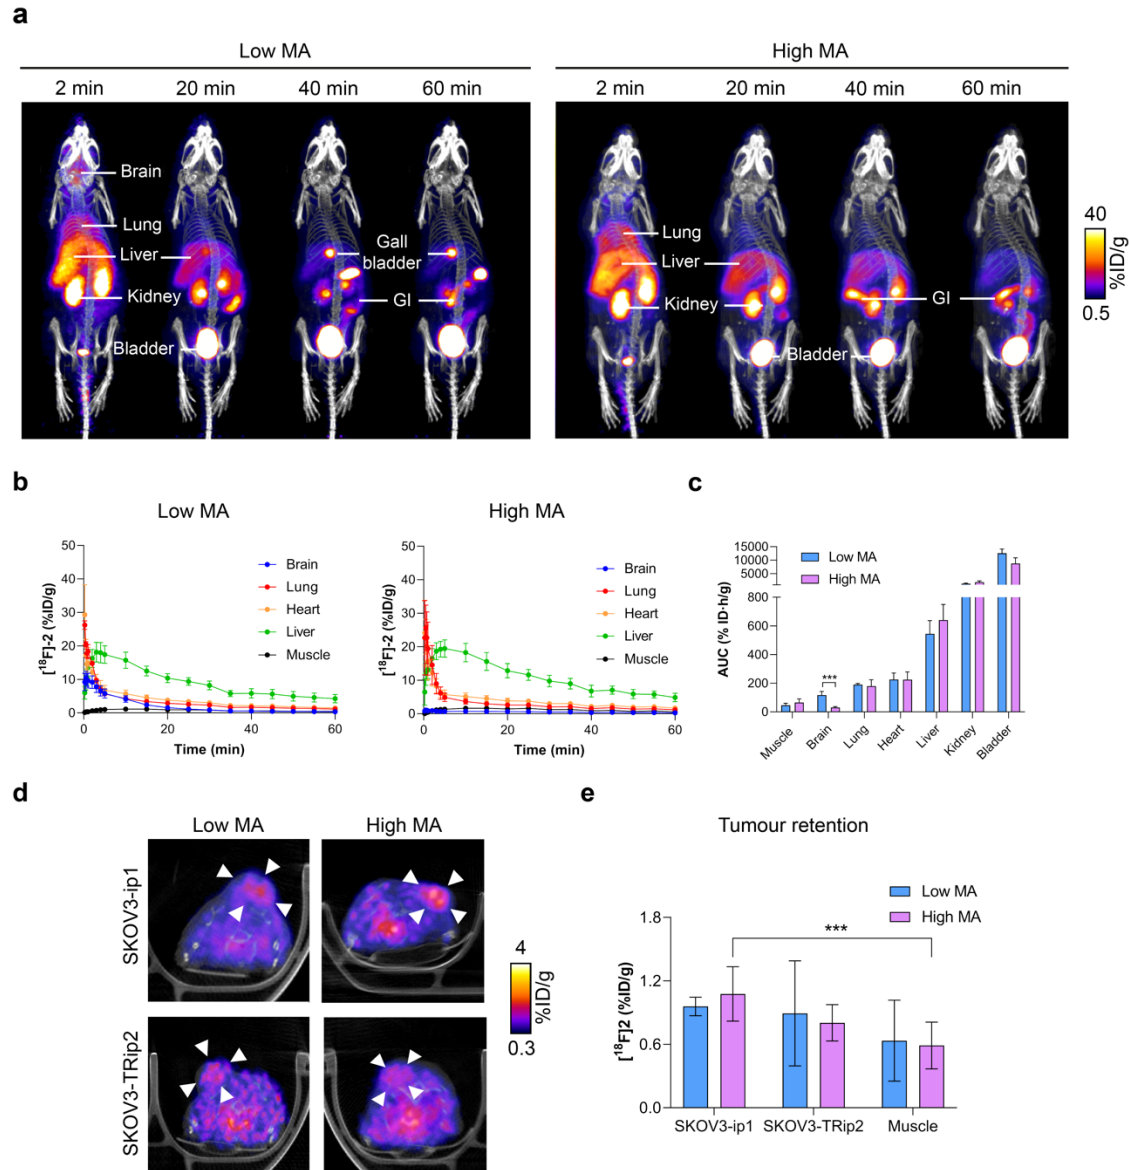 a
Low MA
High MA
2 min 20 min 40 min 60 min
2 min 20 min 40 min 60 min
Brain
Lung
Liver
Kidney
Bladder
Gall
bladder
GI
Lung
Liver
Kidney
Bladder
GI
40
%ID/g
0.5
b
Low MA
[¹⁸F]-2 (%ID/g)
50
40
30
20
10
0
0 10 20 30 40 50 60
Time (min)
Brain
Lung
Heart
Liver
Muscle
High MA
[¹⁸F]-2 (%ID/g)
50
40
30
20
10
0
0 10 20 30 40 50 60
Time (min)
Brain
Lung
Heart
Liver
Muscle
c
AUC (% ID·h/g)
15000
10000
5000
800
600
400
200
0
Low MA
High MA
***
Muscle Brain Lung Heart Liver Kidney Bladder
d
Low MA High MA
SKOV3-ip1
SKOV3-TRip2
4
%ID/g
0.3
e
Tumour retention
Low MA
High MA
[¹⁸F]2 (%ID/g)
1.8
1.2
0.6
0.0
***
SKOV3-ip1 SKOV3-TRip2 Muscle